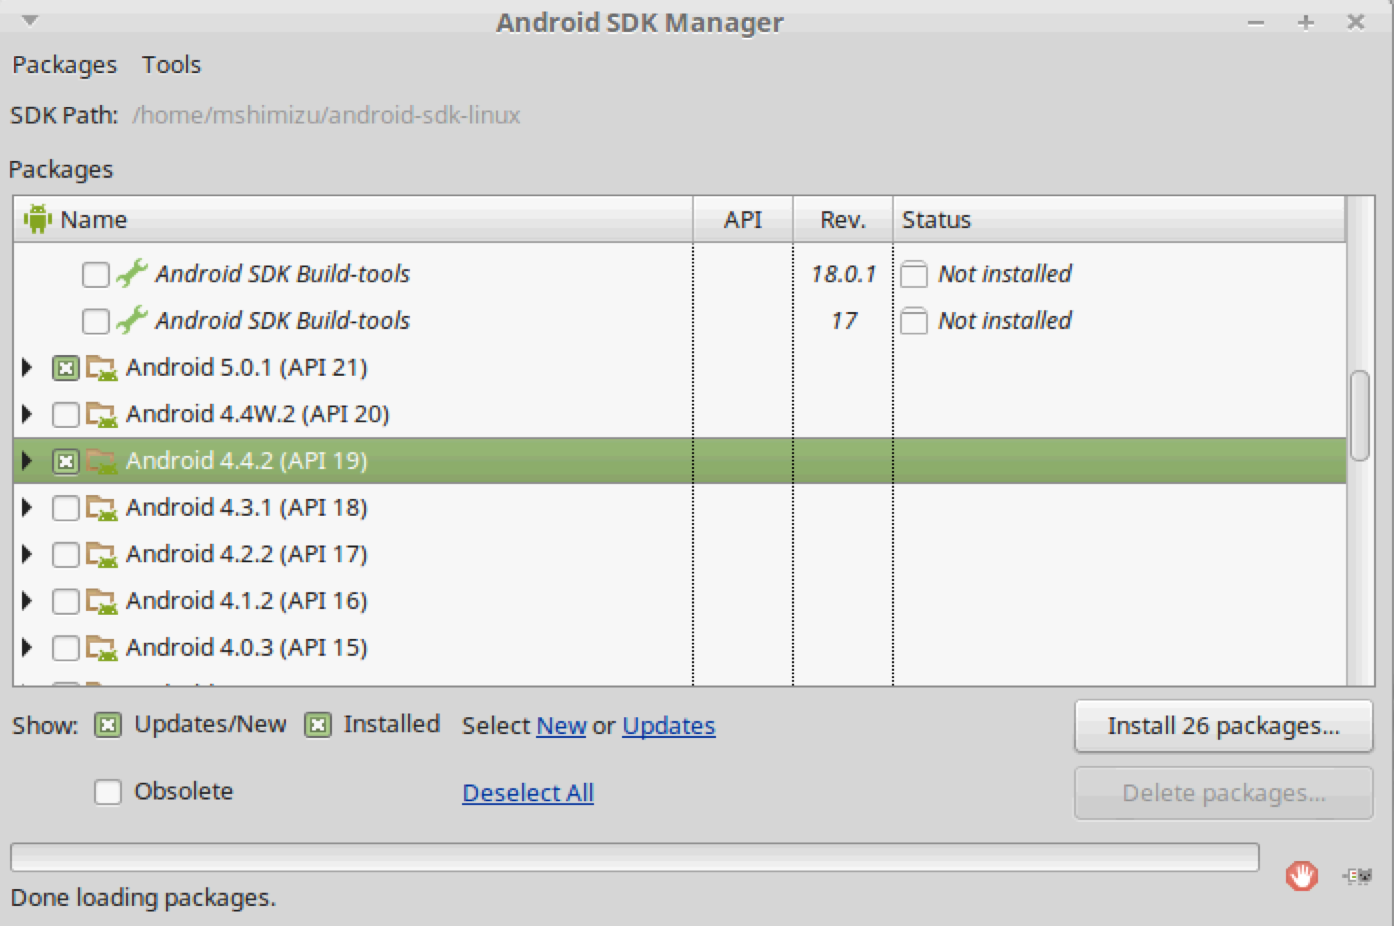 Android SDK Manager
Packages Tools
SDK Path: /home/mshimizu/android-sdk-linux
Packages
Name API Rev. Status
Android SDK Build-tools 18.0.1 Not installed
Android SDK Build-tools 17 Not installed
Android 5.0.1 (API 21)
Android 4.4W.2 (API 20)
Android 4.4.2 (API 19)
Android 4.3.1 (API 18)
Android 4.2.2 (API 17)
Android 4.1.2 (API 16)
Android 4.0.3 (API 15)
Show: Updates/New Installed Select New or Updates Install 26 packages...
Obsolete Deselect All Delete packages...
Done loading packages.